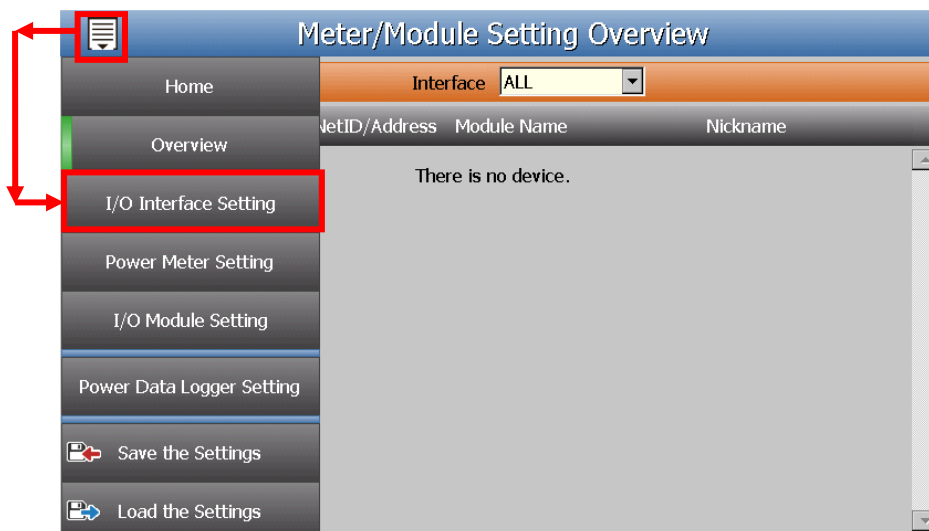 Meter/Module Setting Overview
Home
Interface ALL
Overview
NetID/Address Module Name Nickname
There is no device.
I/O Interface Setting
Power Meter Setting
I/O Module Setting
Power Data Logger Setting
Save the Settings
Load the Settings